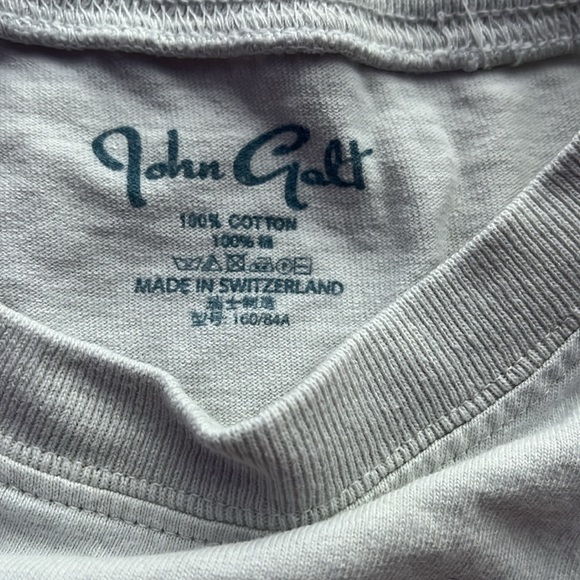 John Galt
100% COTTON
100% 棉
MADE IN SWITZERLAND
瑞士制造
型号: 160/84A